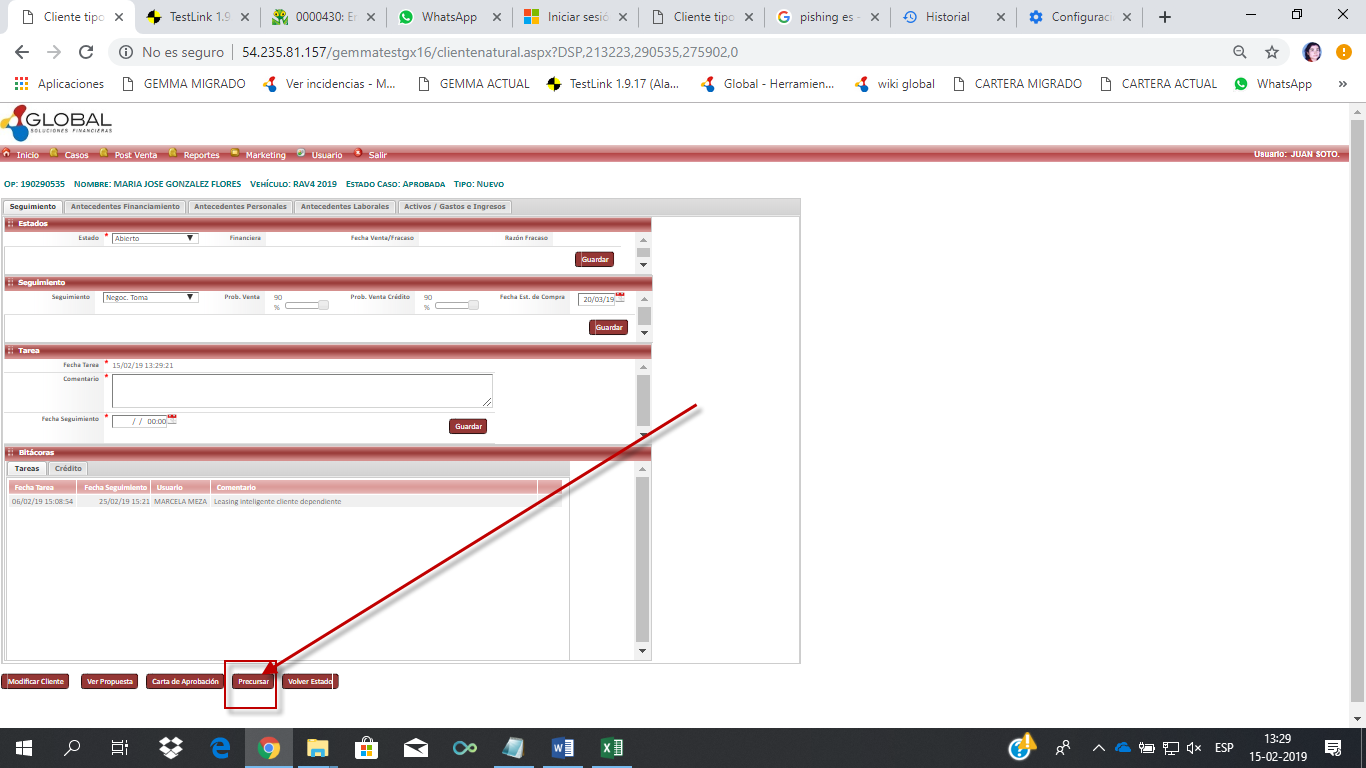 Cliente tipo TestLink 1.9 0000430: Er WhatsApp Iniciar sesió Cliente tipo pishing es - Historial Configuraci
No es seguro 54.235.81.157/gemmatestgx16/clientenatural.aspx?DSP,213223,290535,275902,0
Aplicaciones GEMMA MIGRADO Ver incidencias - M... GEMMA ACTUAL TestLink 1.9.17 (Ala... Global - Herramien... wiki global CARTERA MIGRADO CARTERA ACTUAL WhatsApp »
GLOBAL
SOLUCIONES FINANCIERAS
Inicio Casos Post Venta Reportes Marketing Usuario Salir Usuario: JUAN SOTO.
Op: 190290535 Nombre: MARIA JOSE GONZALEZ FLORES Vehículo: RAV4 2019 Estado Caso: Aprobada Tipo: Nuevo
Seguimiento Antecedentes Financiamiento Antecedentes Personales Antecedentes Laborales Activos / Gastos e Ingresos
Estados
Estado * Abierto Financiera Fecha Venta/Fracaso Razón Fracaso
Guardar
Seguimiento
Seguimiento Negoc. Toma Prob. Venta 90 % Prob. Venta Crédito 90 % Fecha Est. de Compra 20/03/19
Guardar
Tarea
Fecha Tarea * 15/02/19 13:29:21
Comentario *
Fecha Seguimiento * / / 00:00 Guardar
Bitácoras
Tareas Crédito
Fecha Tarea Fecha Seguimiento Usuario Comentario
06/02/19 15:08:54 25/02/19 15:21 MARCELA MEZA Leasing inteligente cliente dependiente
Modificar Cliente Ver Propuesta Carta de Aprobación Precursar Volver Estado
ESP 13:29
15-02-2019